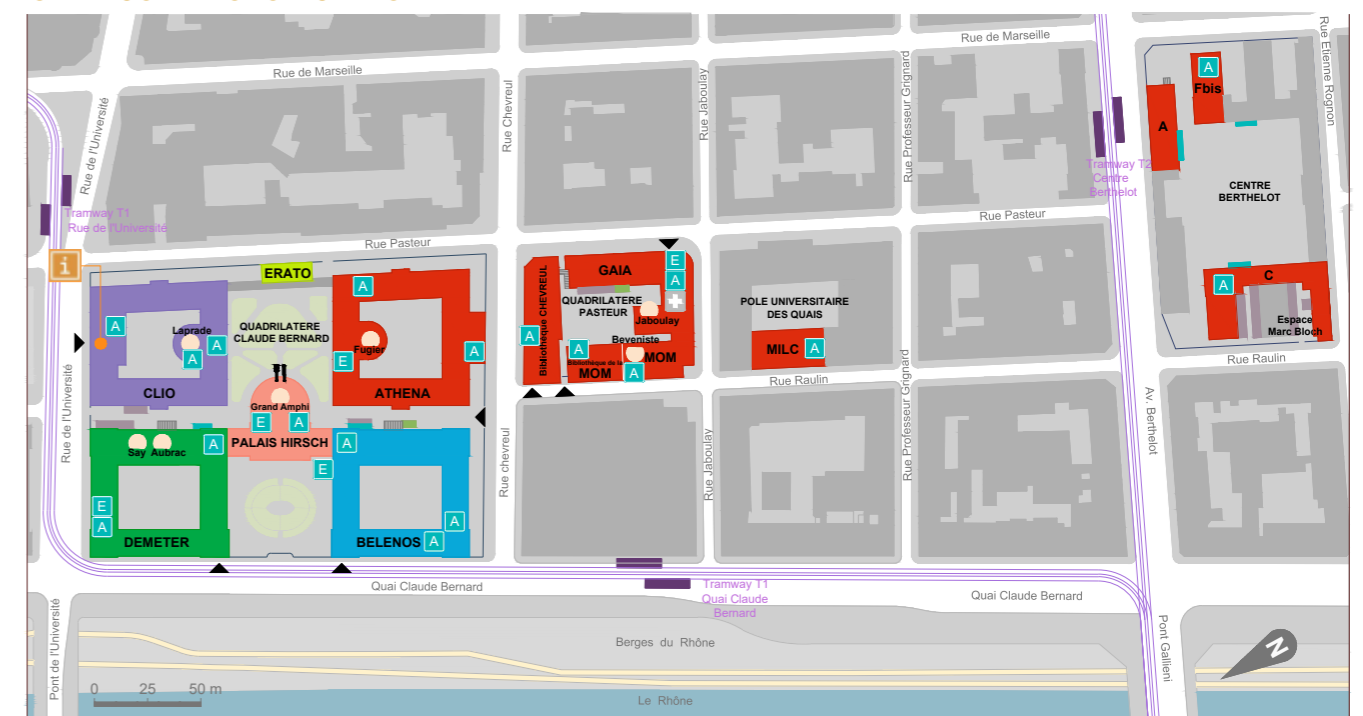 Rue de Marseille
Rue de Marseille
Rue Etienne Rognon
Rue de l'Université
Rue Chevreul
Rue Jaboulay
Rue Professeur Grignard
A
Fbis
A
Tramway T2
Centre
Berthelot
CENTRE
BERTHELOT
Tramway T1
Rue de l'Université
Rue Pasteur
Rue Pasteur
i
ERATO
A
A
Laprade
A
A
CLIO
QUADRILATERE
CLAUDE BERNARD
Fugier
E
A
ATHENA
Bibliothèque CHEVREUL
A
GAIA
E
A
QUADRILATERE
PASTEUR
Jaboulay
Beveniste
A
Bibliothèque de la
MOM
MOM
A
POLE UNIVERSITAIRE
DES QUAIS
MILC
A
C
A
Espace
Marc Bloch
Rue Raulin
Rue Raulin
Grand Amphi
E
A
PALAIS HIRSCH
A
E
Say
Aubrac
A
E
A
DEMETER
A
BELENOS
A
Rue de l'Université
Rue chevreul
Rue Jaboulay
Rue Professeur Grignard
Av. Berthelot
Quai Claude Bernard
Tramway T1
Quai Claude
Bernard
Quai Claude Bernard
Pont de l'Université
Pont Gallieni
Berges du Rhône
N
0 25 50 m
Le Rhône